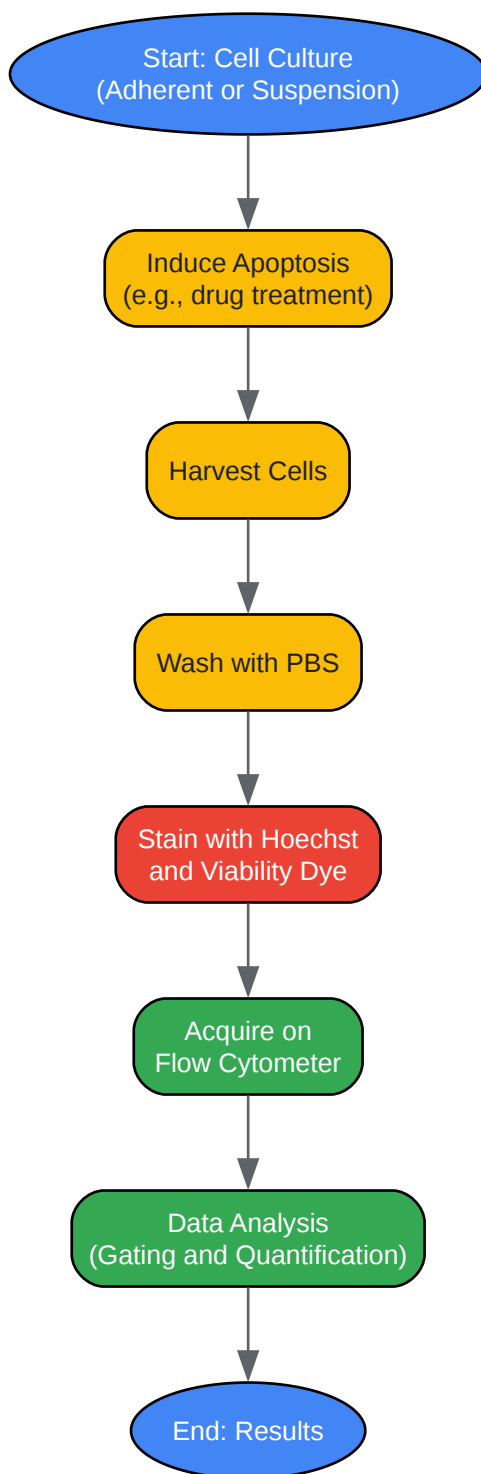 Start: Cell Culture
(Adherent or Suspension)
Induce Apoptosis
(e.g., drug treatment)
Harvest Cells
Wash with PBS
Stain with Hoechst
and Viability Dye
Acquire on
Flow Cytometer
Data Analysis
(Gating and Quantification)
End: Results